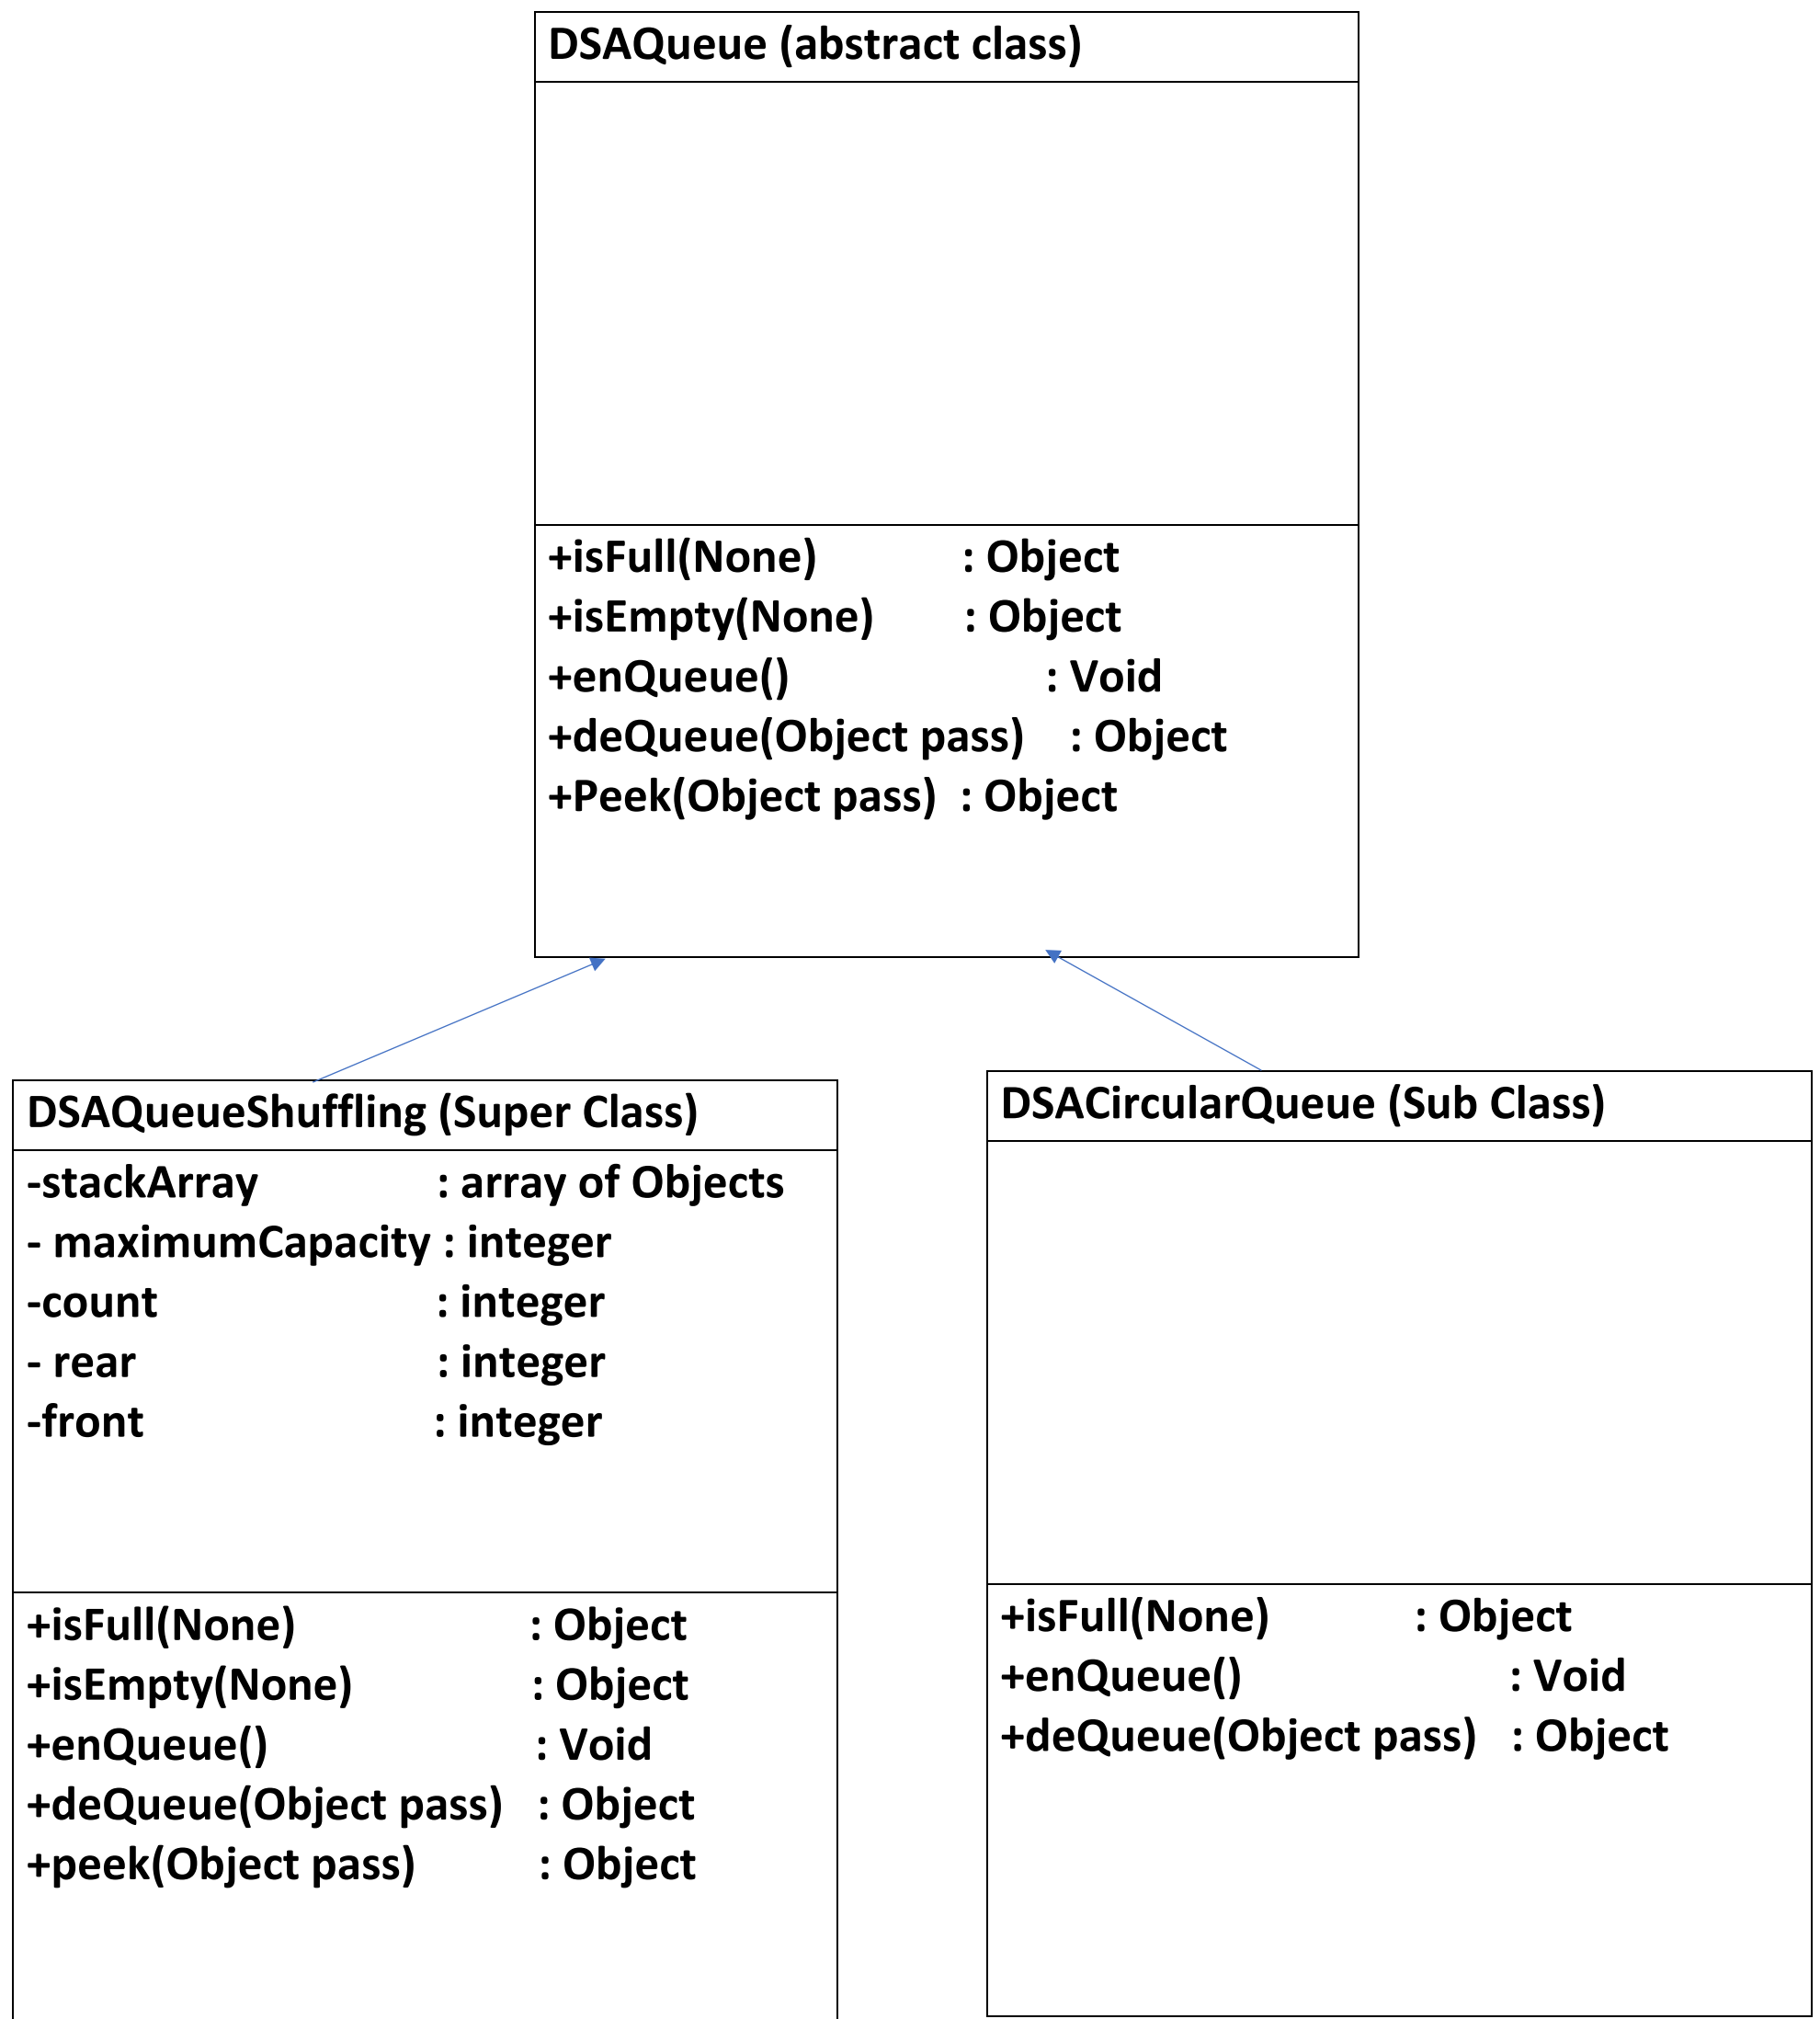 DSAQueue (abstract class)
+isFull(None) : Object
+isEmpty(None) : Object
+enQueue() : Void
+deQueue(Object pass) : Object
+Peek(Object pass) : Object
DSAQueueShuffling (Super Class)
-stackArray : array of Objects
- maximumCapacity : integer
-count : integer
- rear : integer
-front : integer
+isFull(None) : Object
+isEmpty(None) : Object
+enQueue() : Void
+deQueue(Object pass) : Object
+peek(Object pass) : Object
DSACircularQueue (Sub Class)
+isFull(None) : Object
+enQueue() : Void
+deQueue(Object pass) : Object